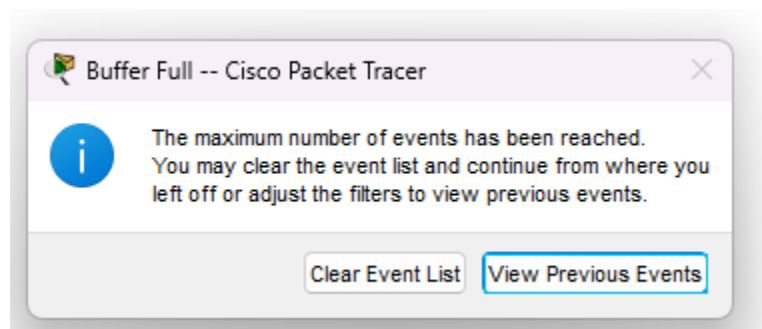 Buffer Full -- Cisco Packet Tracer
The maximum number of events has been reached.
You may clear the event list and continue from where you
left off or adjust the filters to view previous events.
Clear Event List View Previous Events